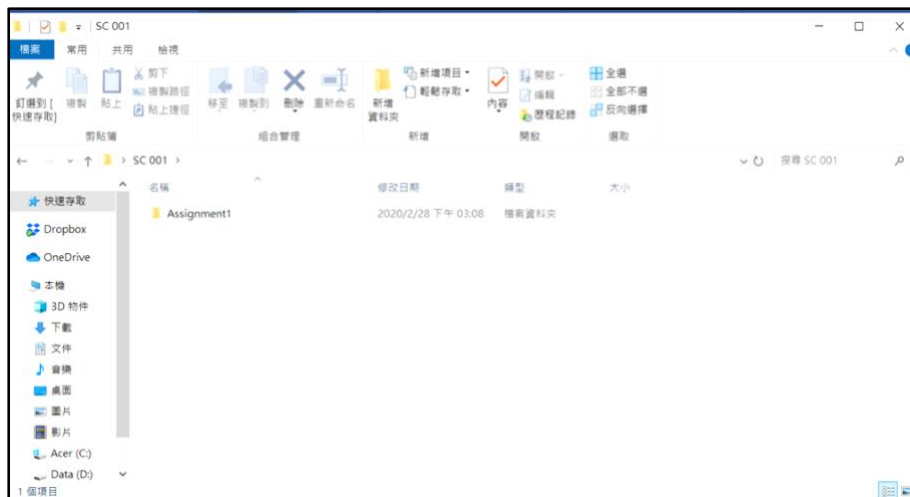 SC 001
檔案 常用 共用 檢視
釘選到 [
快速存取]
複製
貼上
剪下
複製路徑
貼上捷徑
剪貼簿
移至
複製到
刪除
重新命名
組合管理
新增
資料夾
新增項目
輕鬆存取
新增
內容
開啟
編輯
歷程記錄
開啟
全選
全部不選
反向選擇
選取
SC 001
搜尋 SC 001
名稱 修改日期 類型 大小
Assignment1 2020/2/28 下午 03:08 檔案資料夾
快速存取
Dropbox
OneDrive
本機
3D 物件
下載
文件
音樂
桌面
圖片
影片
Acer (C:)
Data (D:)
1 個項目